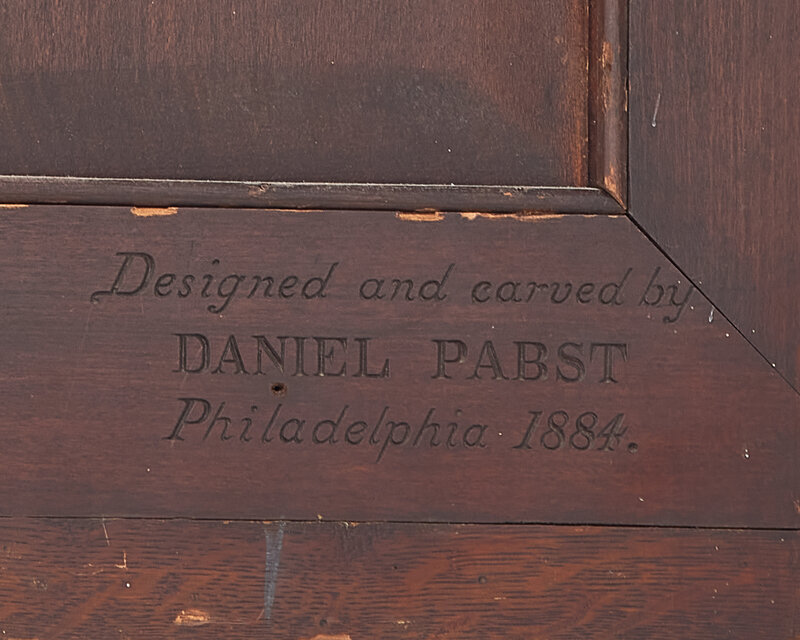 Designed and carved by
DANIEL PABST
Philadelphia 1884.